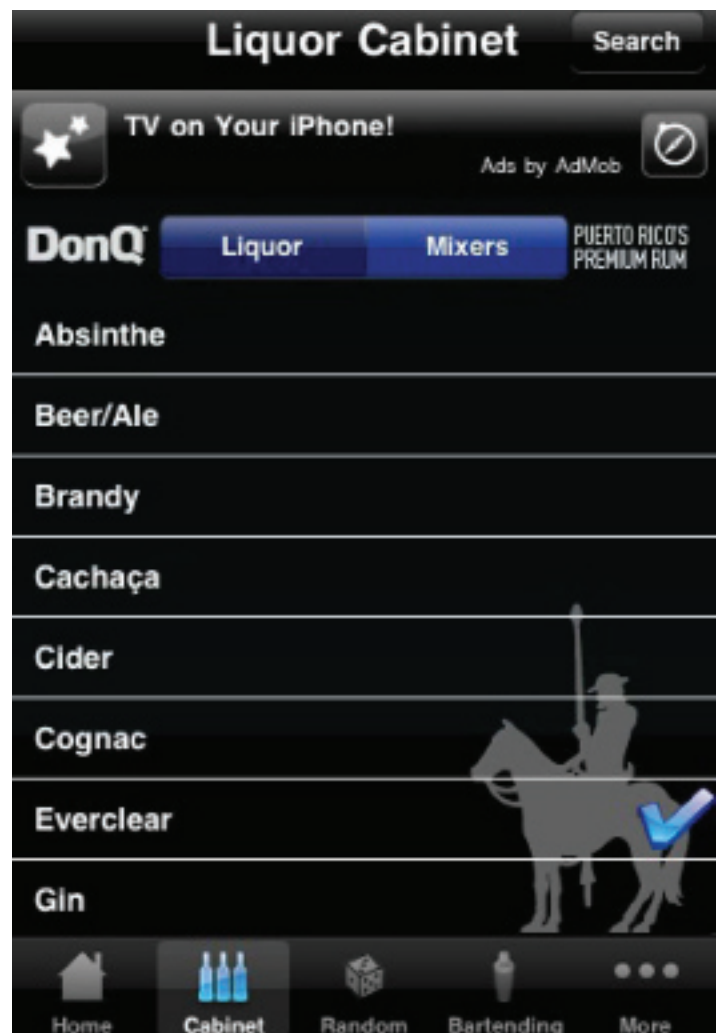 Liquor Cabinet
Search
TV on Your iPhone!
Ads by AdMob
DonQ
Liquor
Mixers
PUERTO RICO'S
PREMIUM RUM
Absinthe
Beer/Ale
Brandy
Cachaça
Cider
Cognac
Everclear
Gin
Home
Cabinet
Random
Bartending
More